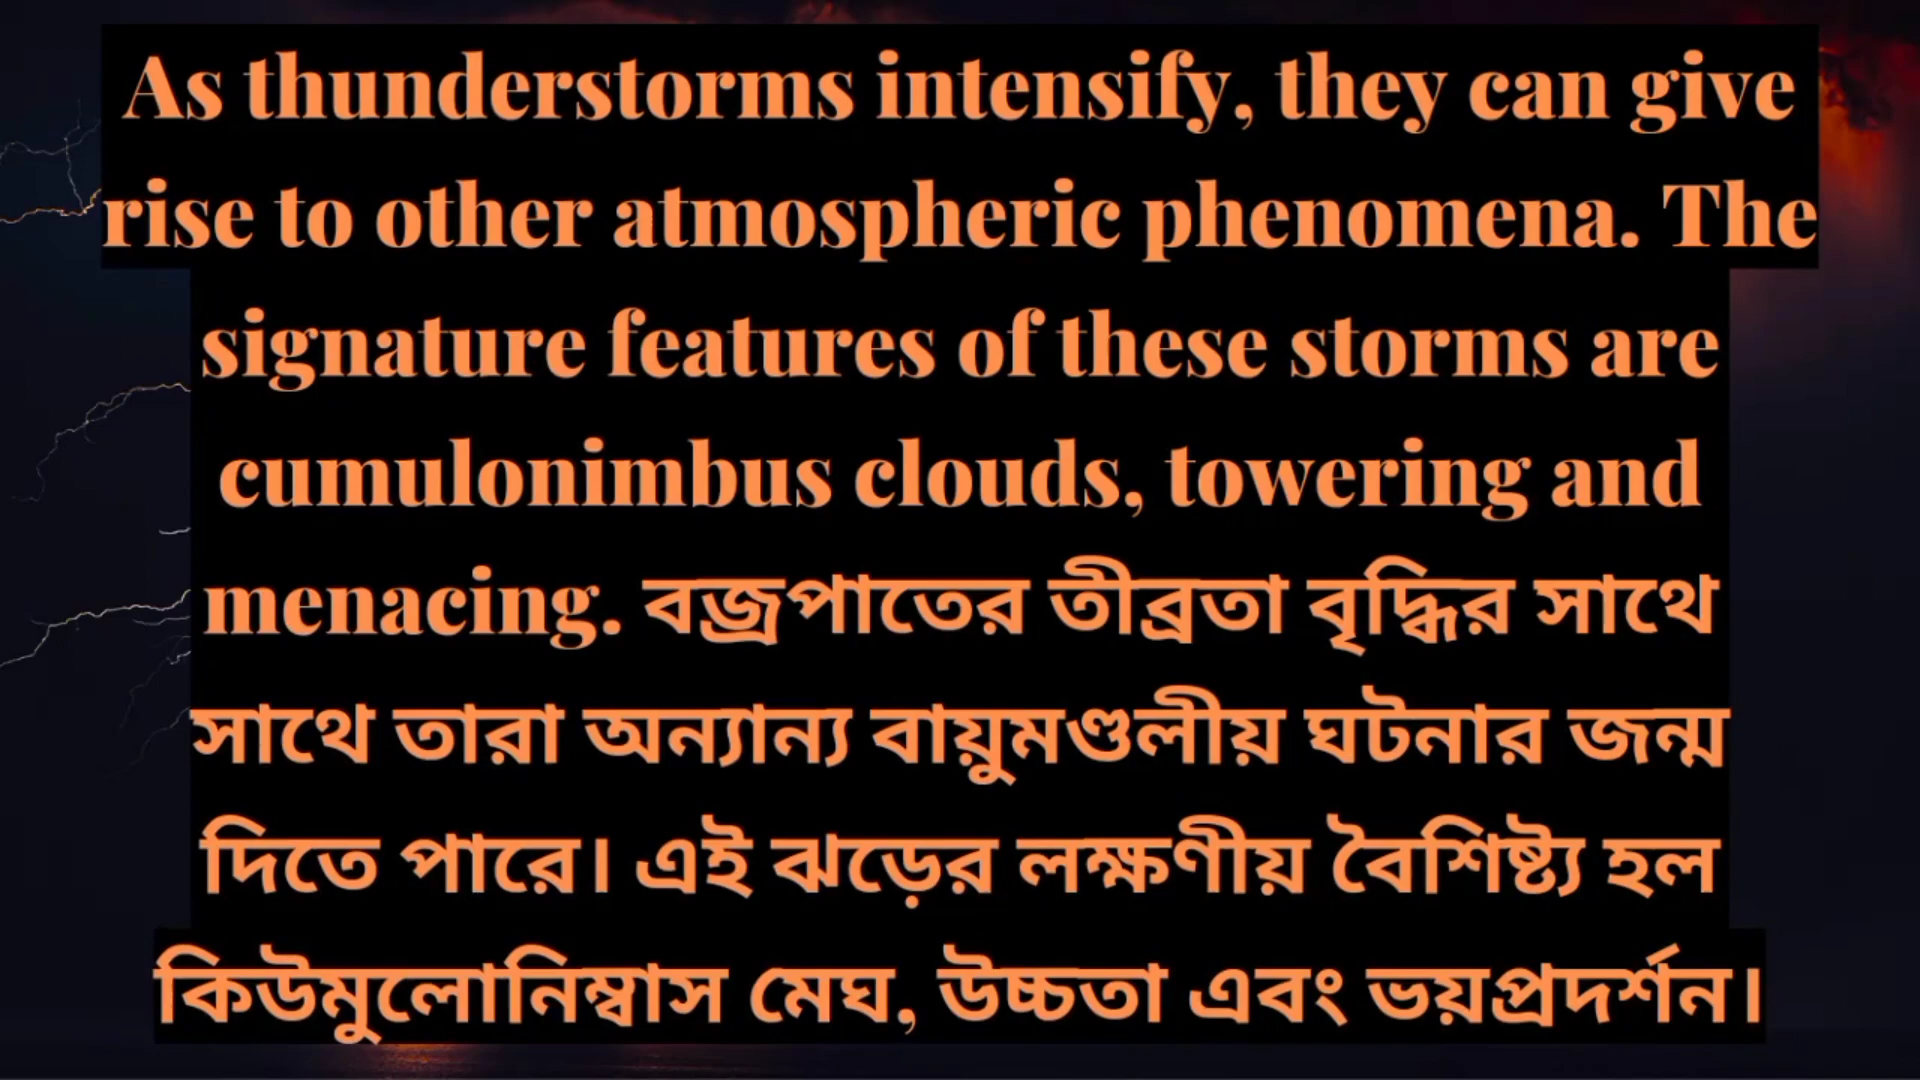 As thunderstorms intensify, they can give
rise to other atmospheric phenomena. The
signature features of these storms are
cumulonimbus clouds, towering and
menacing. বজ্রপাতের তীব্রতা বৃদ্ধির সাথে
সাথে তারা অন্যান্য বায়ুমণ্ডলীয় ঘটনার জন্ম
দিতে পারে। এই ঝড়ের লক্ষণীয় বৈশিষ্ট্য হল
কিউমুলোনিম্বাস মেঘ, উচ্চতা এবং ভয়প্রদর্শন।